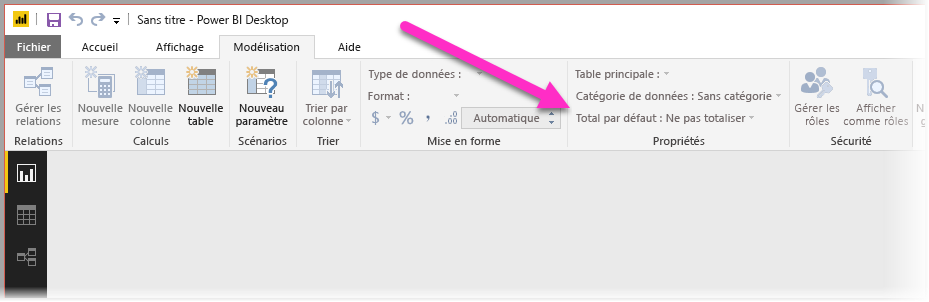 Sans titre - Power BI Desktop
Fichier Accueil Affichage Modélisation Aide
Gérer les relations
Relations
Nouvelle mesure
Nouvelle colonne
Nouvelle table
Calculs
Nouveau paramètre
Scénarios
Trier par colonne
Trier
Type de données :
Format :
$ % , .00 Automatique
Mise en forme
Table principale :
Catégorie de données : Sans catégorie
Total par défaut : Ne pas totaliser
Propriétés
Gérer les rôles
Afficher comme rôles
Sécurité